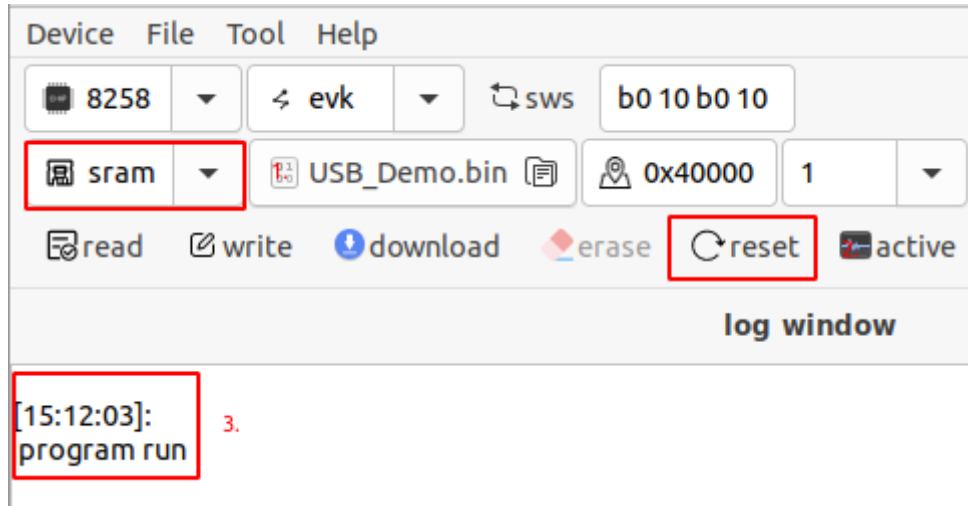 Device File Tool Help
8258 evk sws b0 10 b0 10
sram USB_Demo.bin 0x40000 1
read write download erase reset active
log window
[15:12:03]:
3.
program run